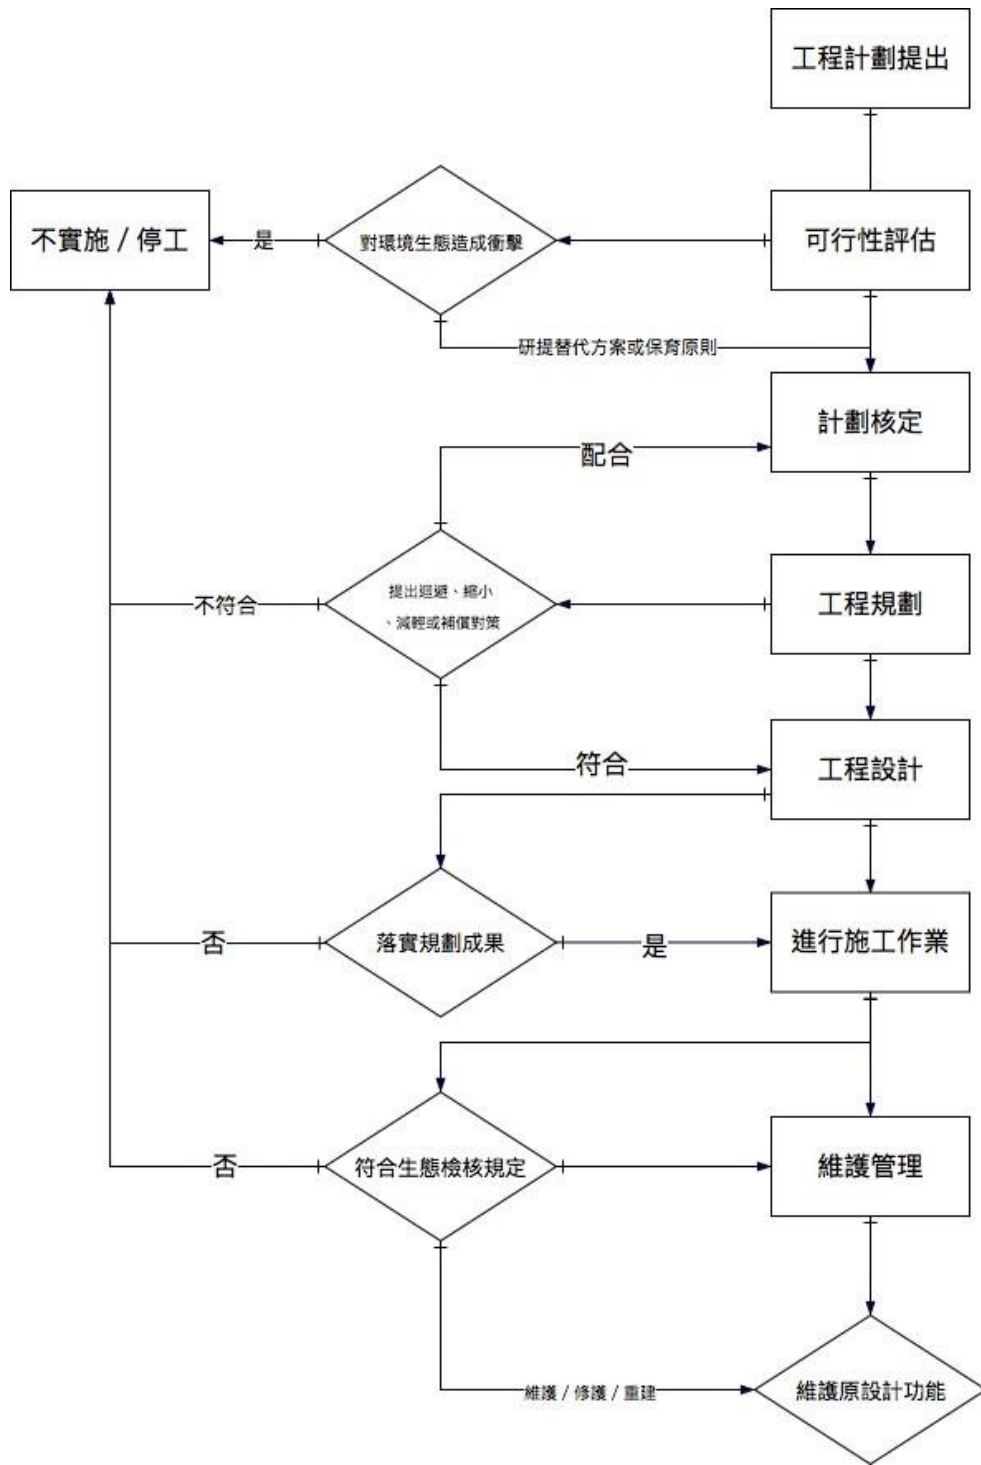 工程計劃提出
不實施 / 停工
是
對環境生態造成衝擊
可行性評估
研提替代方案或保育原則
計劃核定
配合
提出迴避、縮小
、減輕或補償對策
不符合
工程規劃
符合
工程設計
否
落實規劃成果
是
進行施工作業
否
符合生態檢核規定
維護管理
維護 / 修護 / 重建
維護原設計功能